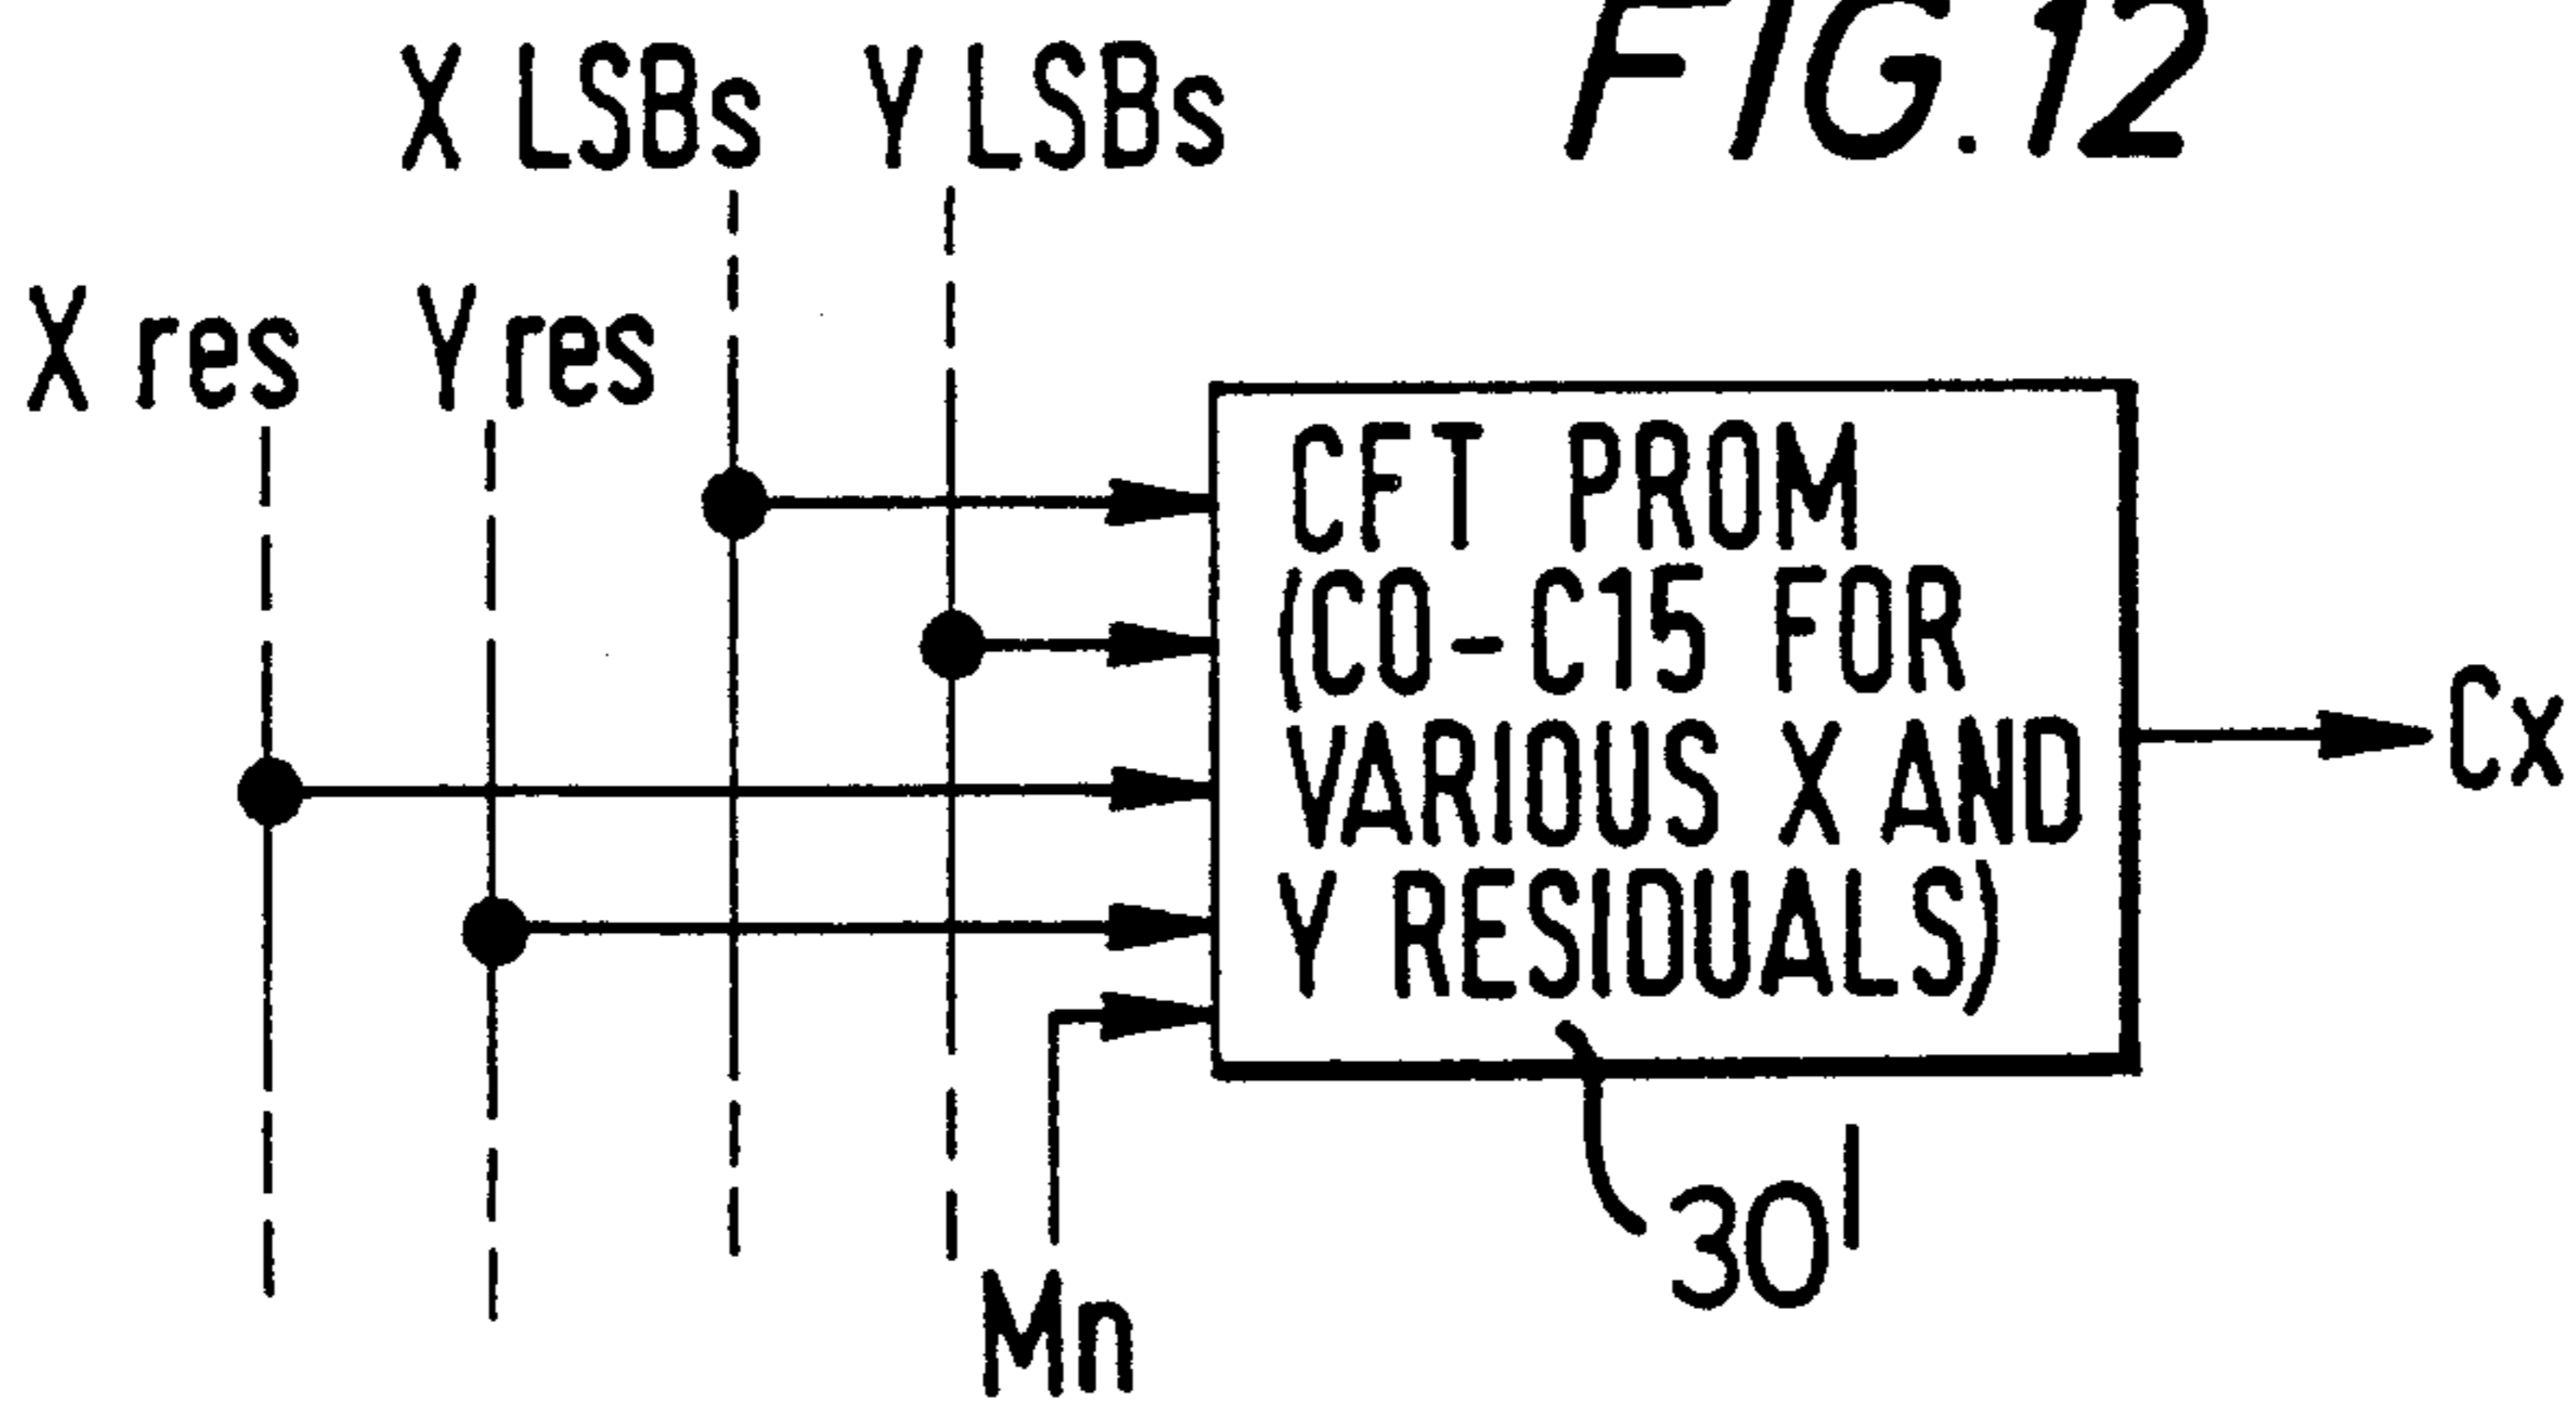 FIG.12
X LSBs Y LSBs
X res Y res
CFT PROM
(C0-C15 FOR
VARIOUS X AND
Y RESIDUALS)
Cx
Mn
30'